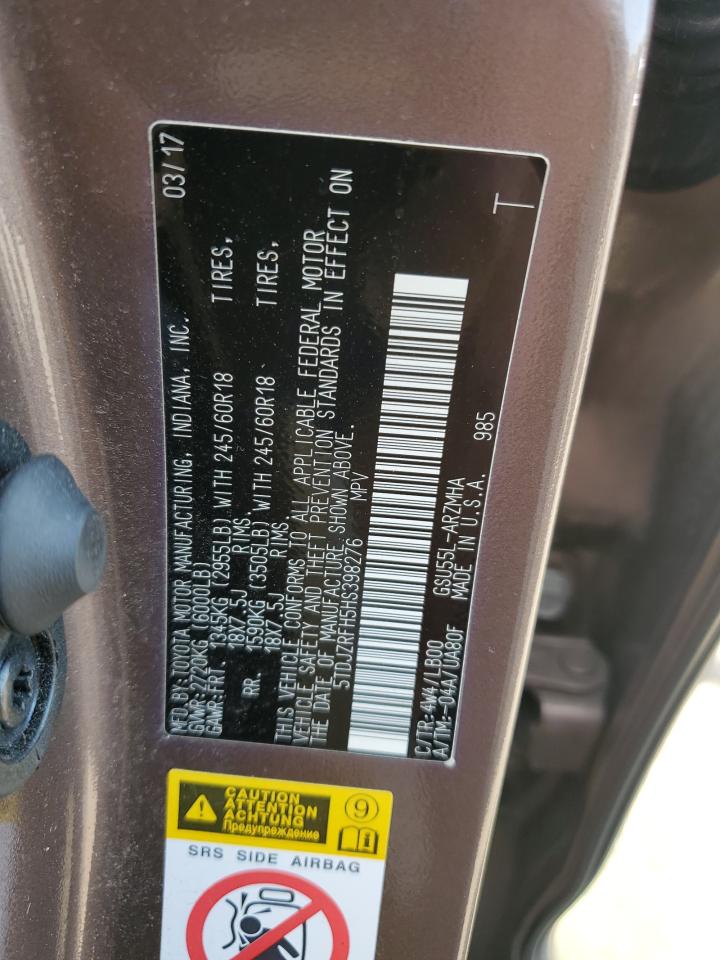 MFD.BY:TOYOTA MOTOR MANUFACTURING, INDIANA, INC. 03/17
GVWR:2720KG (6000LB)
GAWR:FRT 1345KG (2955LB) WITH 245/60R18 TIRES,
18X7.5J RIMS
RR. 1590KG (3505LB) WITH 245/60R18 TIRES,
18X7.5J RIMS
THIS VEHICLE CONFORMS TO ALL APPLICABLE FEDERAL MOTOR
VEHICLE SAFETY AND THEFT PREVENTION STANDARDS IN EFFECT ON
THE DATE OF MANUFACTURE SHOWN ABOVE.
5TDJZRFH5HS398276 MPV
C/TR:4W4/LB00 GSU55L-ARZMHA
A/TM:-04A/UA80F MADE IN U.S.A. 985
T
CAUTION
ATTENTION
ACHTUNG
Предупреждение
9
SRS SIDE AIRBAG